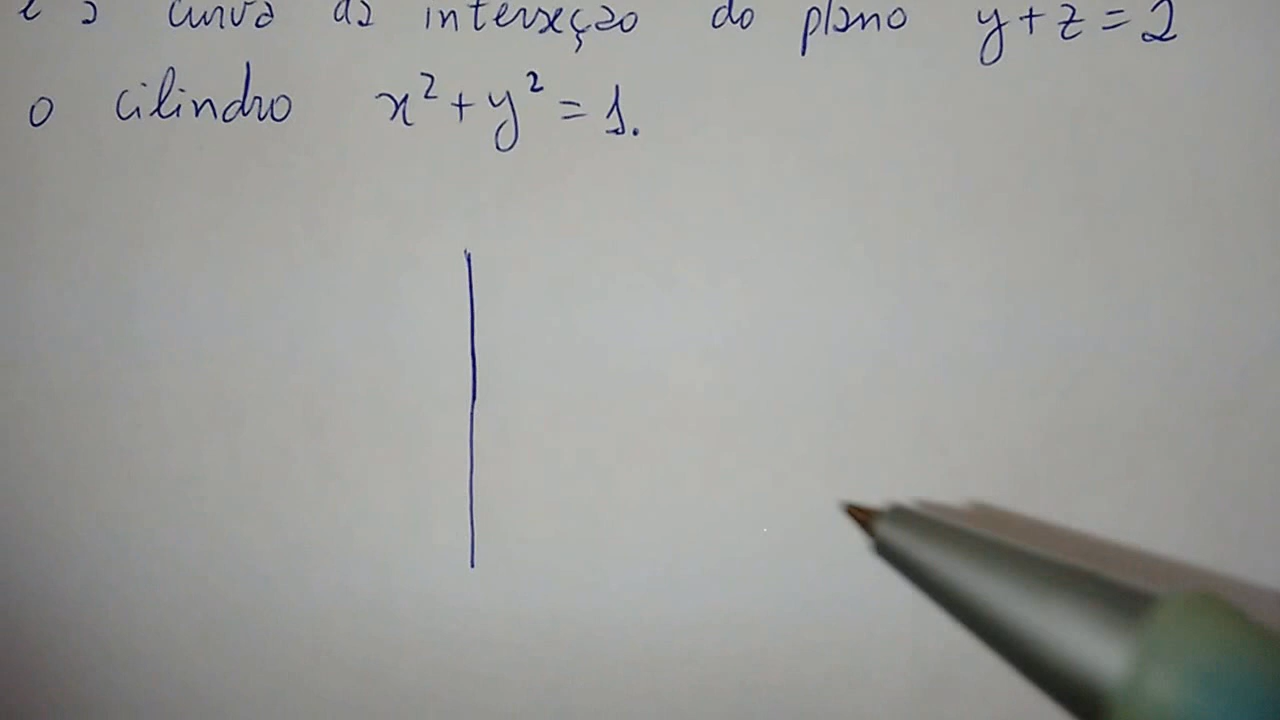 é a curva da interseção do plano y + z = 2
o cilindro x² + y² = 1.